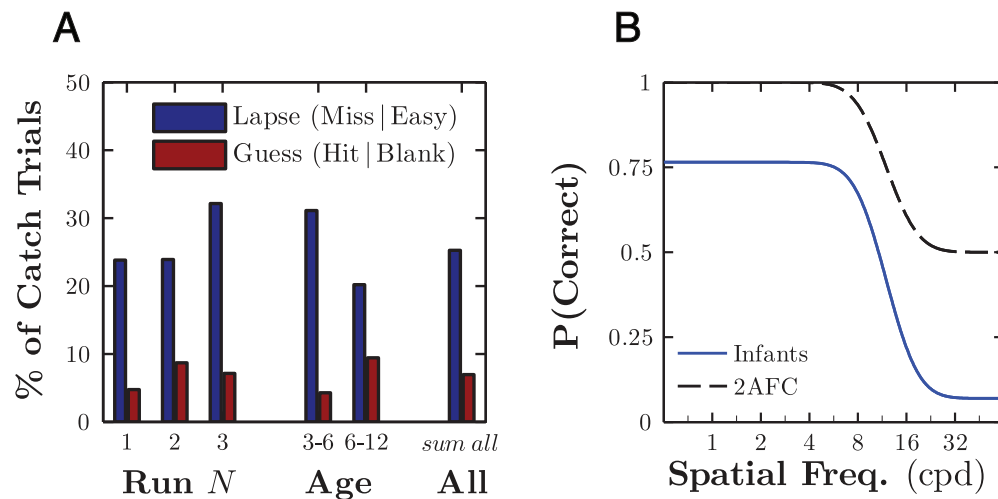 A
% of Catch Trials
50
40
30
20
10
0
Lapse (Miss | Easy)
Guess (Hit | Blank)
1 2 3 3-6 6-12 sum all
Run N Age All
B
P(Correct)
1
0.75
0.5
0.25
0
Infants
2AFC
1 2 4 8 16 32
Spatial Freq. (cpd)